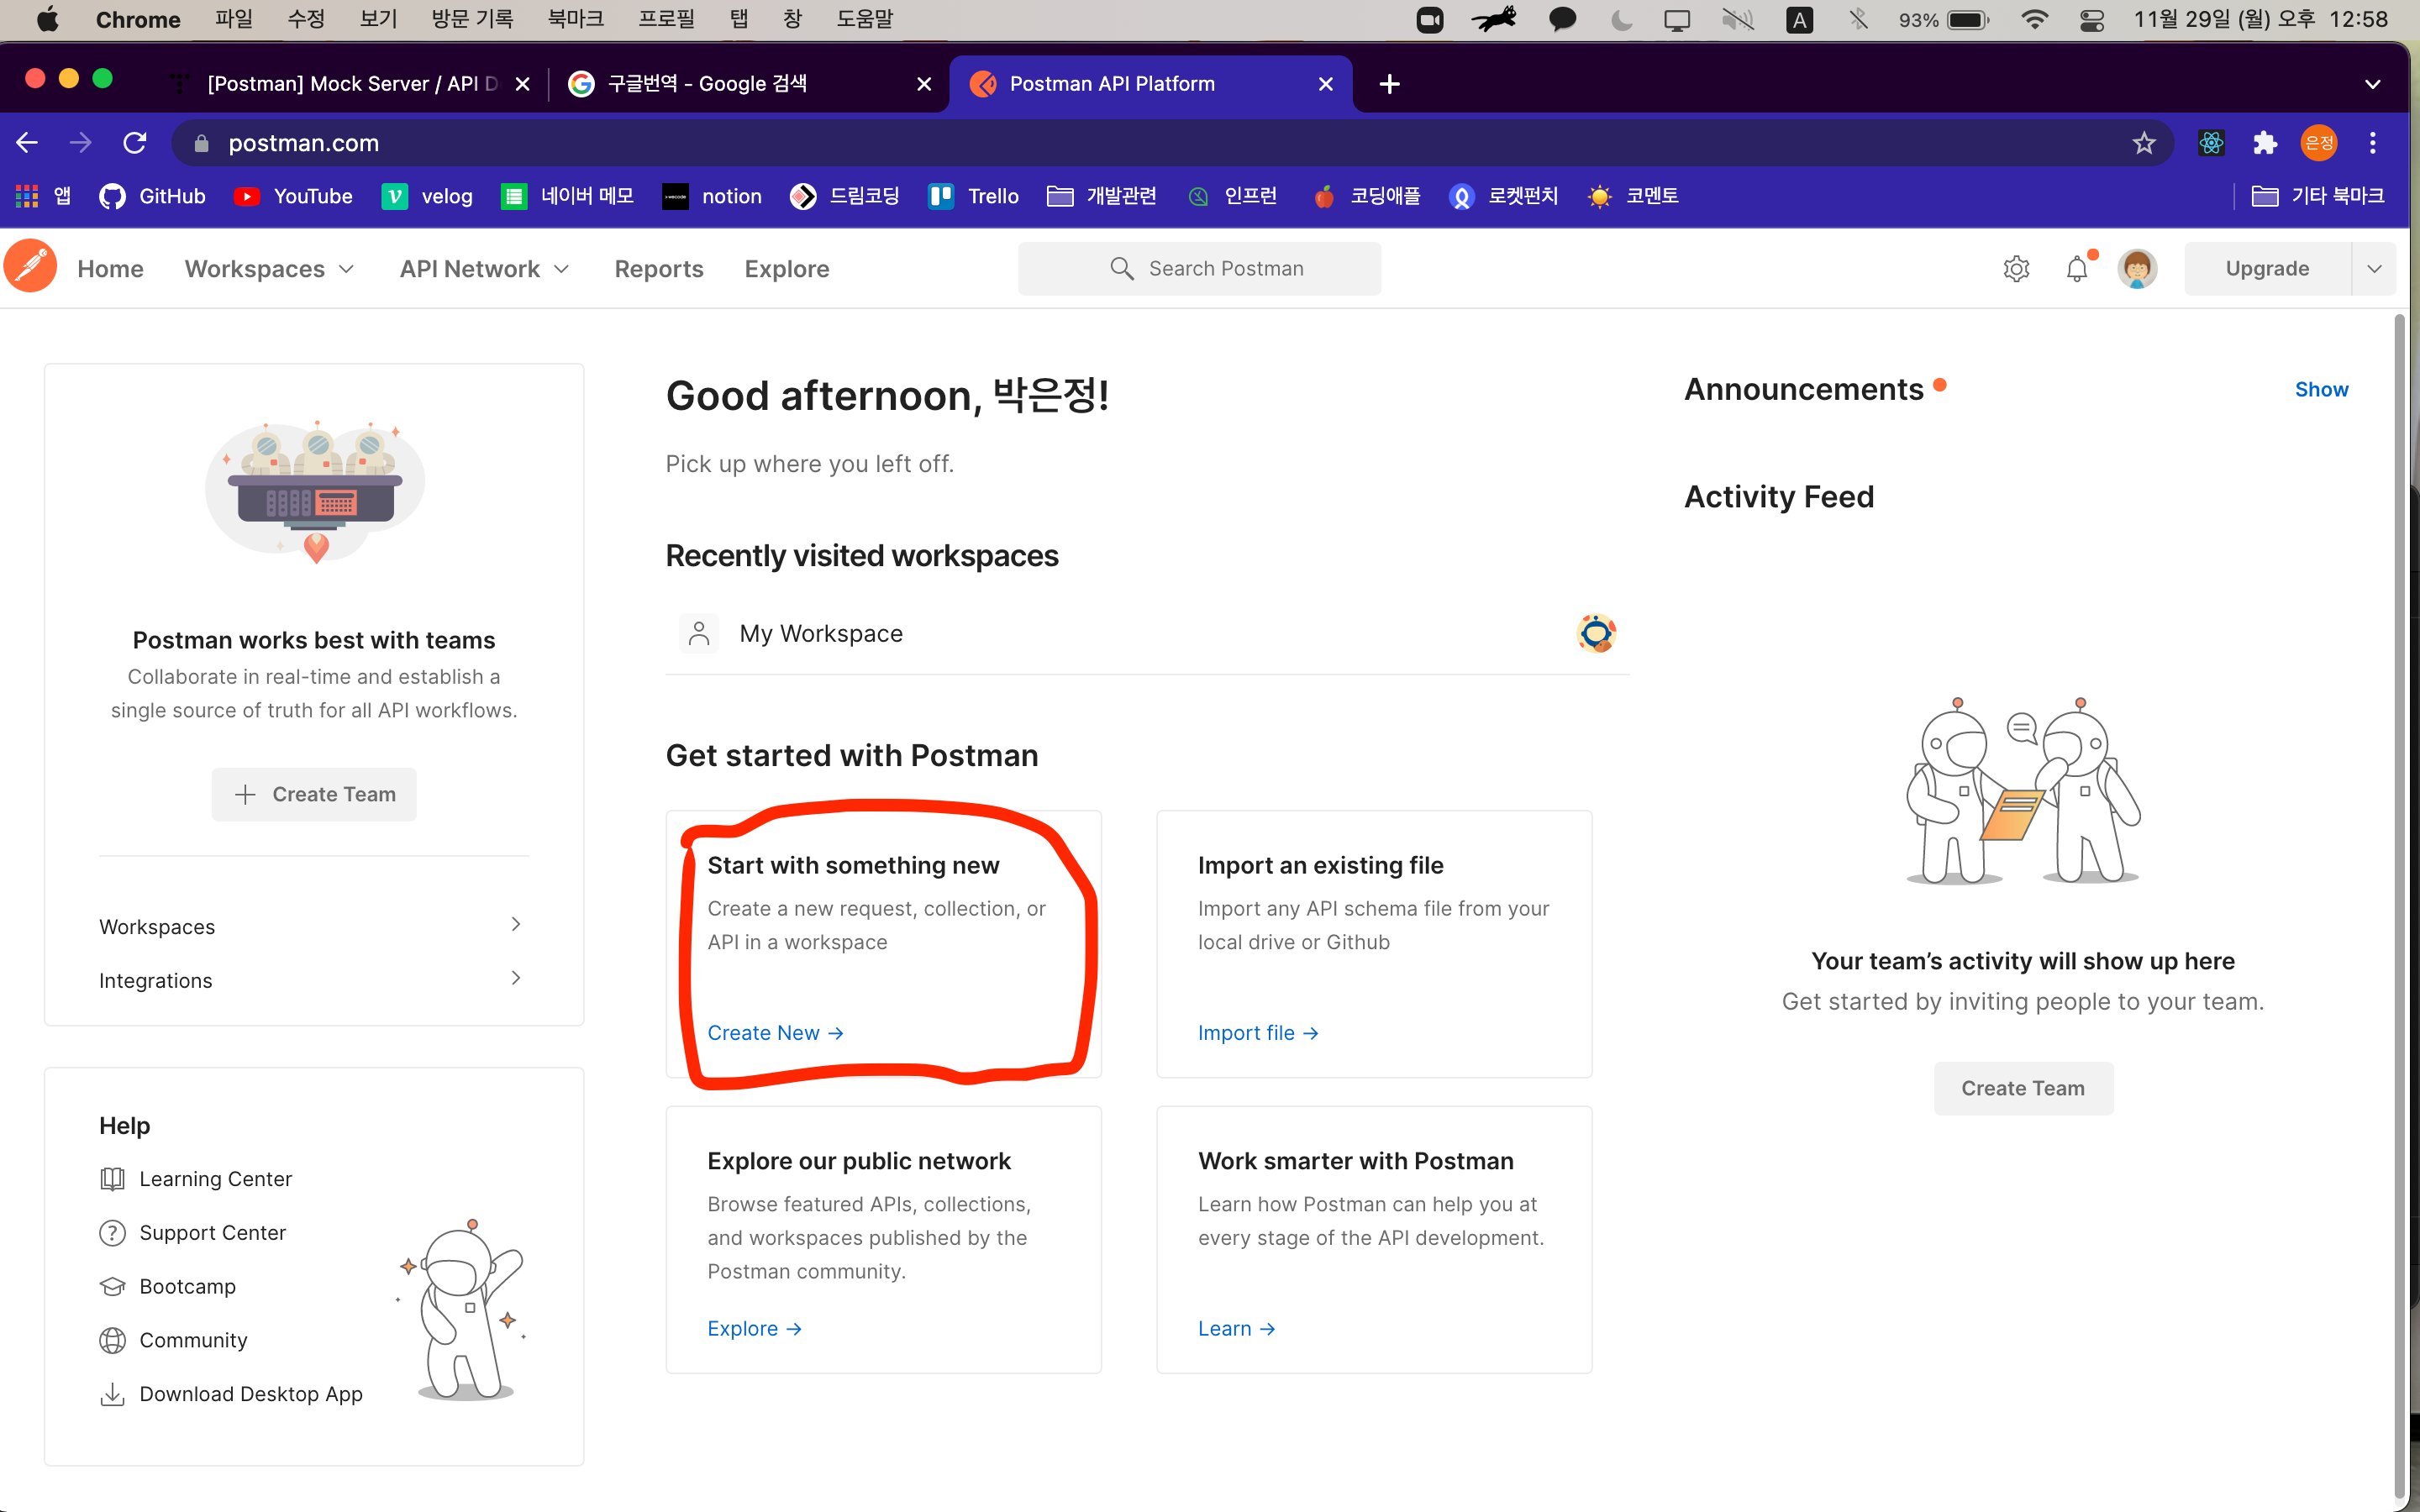 Chrome 파일 수정 보기 방문 기록 북마크 프로필 탭 창 도움말 A 93% 11월 29일 (월) 오후 12:58
[Postman] Mock Server / API D
구글번역 - Google 검색
Postman API Platform
postman.com
은정
앱 GitHub YouTube velog 네이버 메모 notion 드림코딩 Trello 개발관련 인프런 코딩애플 로켓펀치 코멘토 기타 북마크
Home Workspaces API Network Reports Explore
Search Postman
Upgrade
Postman works best with teams
Collaborate in real-time and establish a
single source of truth for all API workflows.
Create Team
Workspaces
Integrations
Help
Learning Center
Support Center
Bootcamp
Community
Download Desktop App
Good afternoon, 박은정!
Pick up where you left off.
Recently visited workspaces
My Workspace
Get started with Postman
Start with something new
Create a new request, collection, or
API in a workspace
Create New →
Import an existing file
Import any API schema file from your
local drive or Github
Import file →
Explore our public network
Browse featured APIs, collections,
and workspaces published by the
Postman community.
Explore →
Work smarter with Postman
Learn how Postman can help you at
every stage of the API development.
Learn →
Announcements
Show
Activity Feed
Your team’s activity will show up here
Get started by inviting people to your team.
Create Team